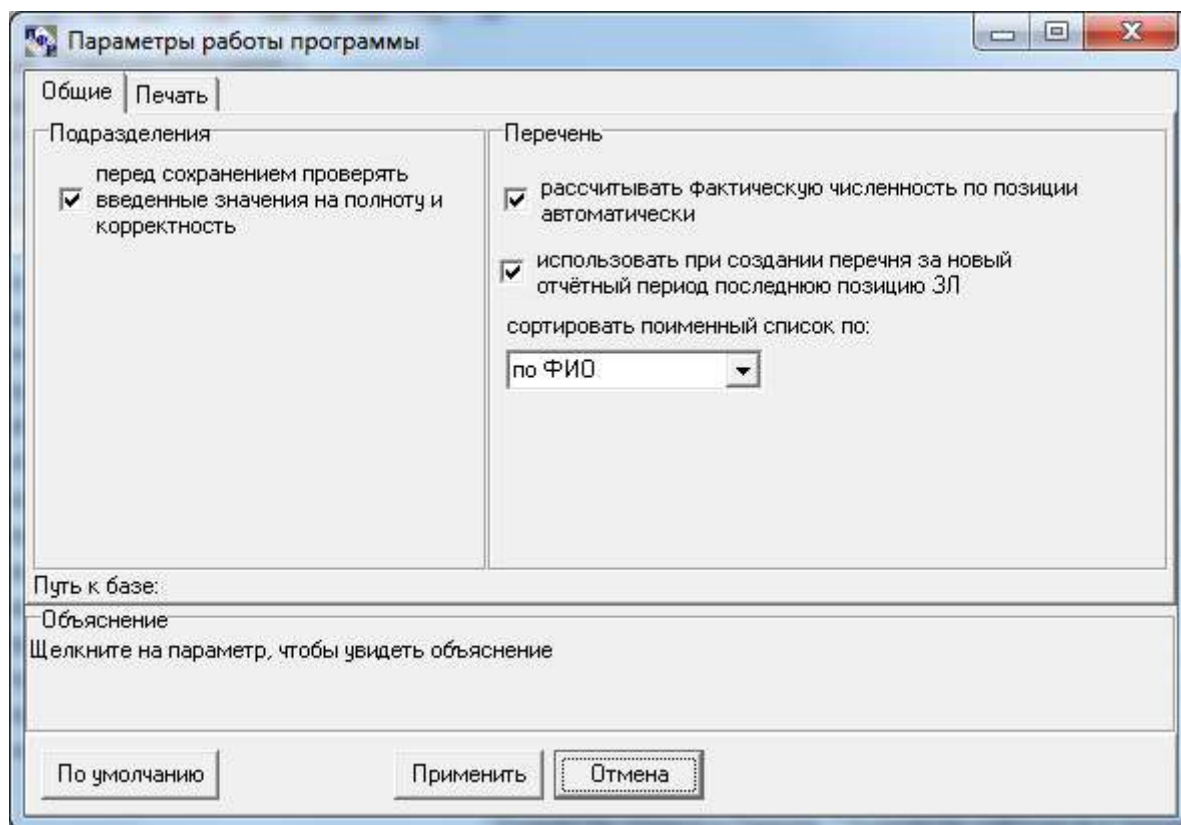 Параметры работы программы
Общие
Печать
Подразделения
перед сохранением проверять
введенные значения на полноту и
корректность
Перечень
рассчитывать фактическую численность по позиции
автоматически
использовать при создании перечня за новый
отчётный период последнюю позицию ЗЛ
сортировать поименный список по:
по ФИО
Путь к базе:
Объяснение
Щелкните на параметр, чтобы увидеть объяснение
По умолчанию
Применить
Отмена